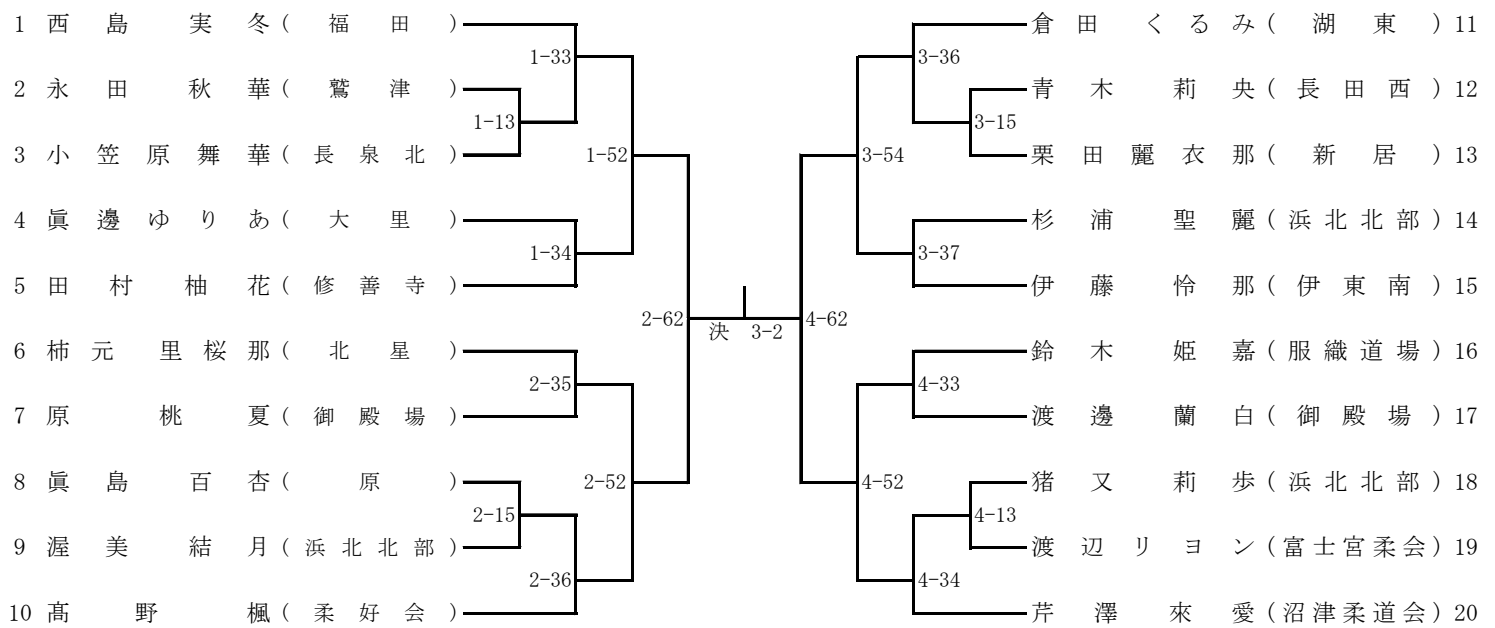 1 西島実冬(福田)
1-33
2 永田秋華(鷲津)
1-13
3 小笠原舞華(長泉北)
1-52
4 眞邊ゆりあ(大里)
1-34
5 田村柚花(修善寺)
2-62
6 柿元里桜那(北星)
2-35
7 原桃夏(御殿場)
2-52
8 眞島百杏(原)
2-15
9 渥美結月(浜北北部)
2-36
10 髙野楓(柔好会)
決 3-2
倉田くるみ(湖東)11
3-36
青木莉央(長田西)12
3-15
栗田麗衣那(新居)13
3-54
杉浦聖麗(浜北北部)14
3-37
伊藤怜那(伊東南)15
4-62
鈴木姫嘉(服織道場)16
4-33
渡邊蘭白(御殿場)17
4-52
猪又莉歩(浜北北部)18
4-13
渡辺リヨン(富士宮柔会)19
4-34
芹澤來愛(沼津柔道会)20